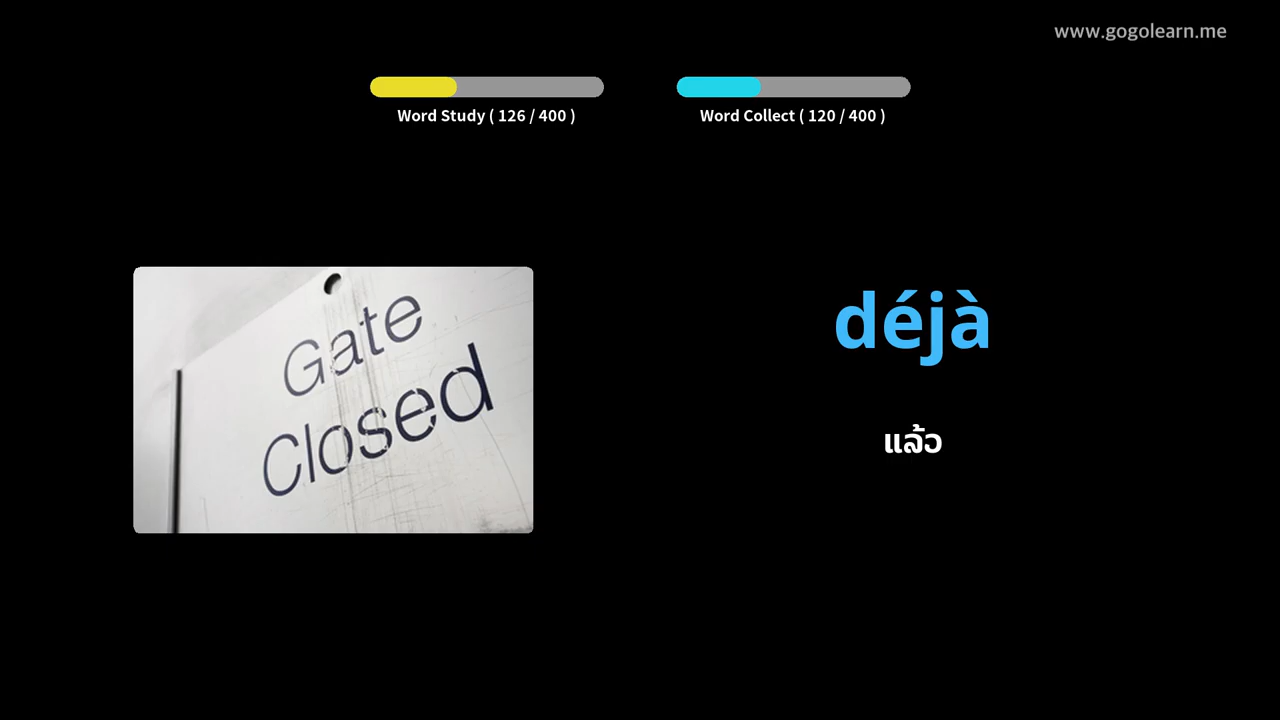 www.gogolearn.me
Word Study ( 126 / 400 )
Word Collect ( 120 / 400 )
Gate
Closed
déjà
แล้ว